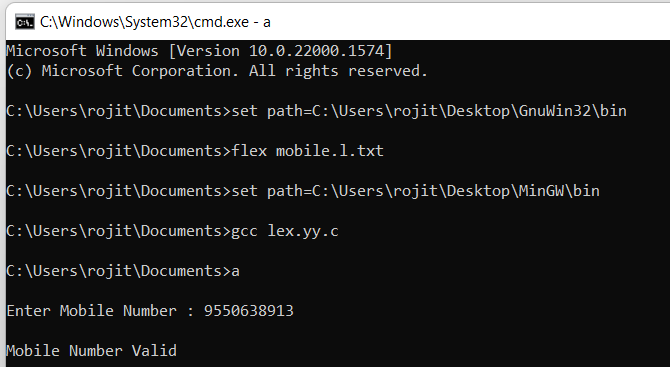 C:\Windows\System32\cmd.exe - a
Microsoft Windows [Version 10.0.22000.1574]
(c) Microsoft Corporation. All rights reserved.
C:\Users\rojit\Documents>set path=C:\Users\rojit\Desktop\GnuWin32\bin
C:\Users\rojit\Documents>flex mobile.l.txt
C:\Users\rojit\Documents>set path=C:\Users\rojit\Desktop\MinGW\bin
C:\Users\rojit\Documents>gcc lex.yy.c
C:\Users\rojit\Documents>a
Enter Mobile Number : 9550638913
Mobile Number Valid